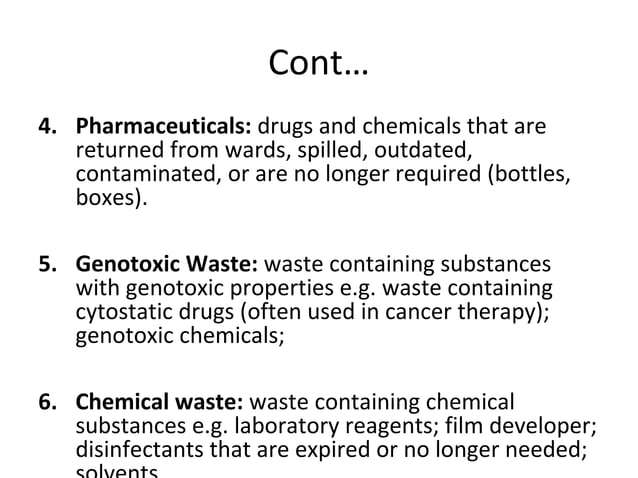 Cont…
4. Pharmaceuticals: drugs and chemicals that are
returned from wards, spilled, outdated,
contaminated, or are no longer required (bottles,
boxes).
5. Genotoxic Waste: waste containing substances
with genotoxic properties e.g. waste containing
cytostatic drugs (often used in cancer therapy);
genotoxic chemicals;
6. Chemical waste: waste containing chemical
substances e.g. laboratory reagents; film developer;
disinfectants that are expired or no longer needed;
solvents